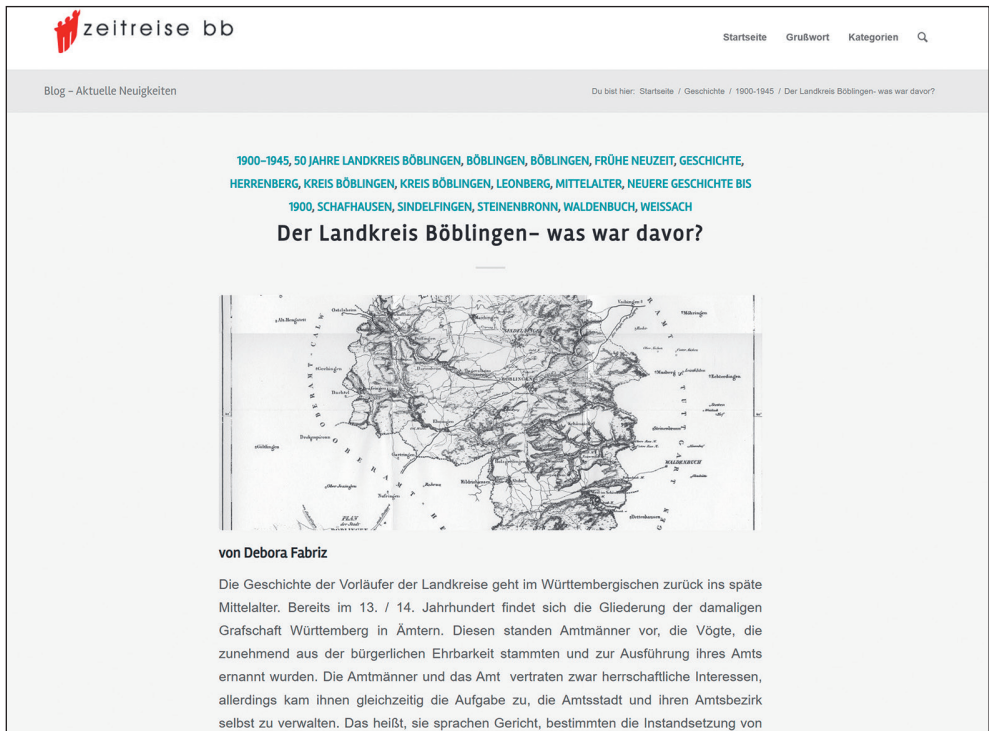 zeitreise bb
Startseite Grußwort Kategorien
Blog – Aktuelle Neuigkeiten
Du bist hier: Startseite / Geschichte / 1900-1945 / Der Landkreis Böblingen- was war davor?
1900–1945, 50 JAHRE LANDKREIS BÖBLINGEN, BÖBLINGEN, BÖBLINGEN, FRÜHE NEUZEIT, GESCHICHTE,
HERRENBERG, KREIS BÖBLINGEN, KREIS BÖBLINGEN, LEONBERG, MITTELALTER, NEUERE GESCHICHTE BIS
1900, SCHAFHAUSEN, SINDELFINGEN, STEINENBRONN, WALDENBUCH, WEISSACH
Der Landkreis Böblingen– was war davor?
OBERAMT - CALW
WALDENBUCH
PLAN
der Stadt
von Debora Fabriz
Die Geschichte der Vorläufer der Landkreise geht im Württembergischen zurück ins späte
Mittelalter. Bereits im 13. / 14. Jahrhundert findet sich die Gliederung der damaligen
Grafschaft Württemberg in Ämtern. Diesen standen Amtmänner vor, die Vögte, die
zunehmend aus der bürgerlichen Ehrbarkeit stammten und zur Ausführung ihres Amts
ernannt wurden. Die Amtmänner und das Amt vertraten zwar herrschaftliche Interessen,
allerdings kam ihnen gleichzeitig die Aufgabe zu, die Amtsstadt und ihren Amtsbezirk
selbst zu verwalten. Das heißt, sie sprachen Gericht, bestimmten die Instandsetzung von